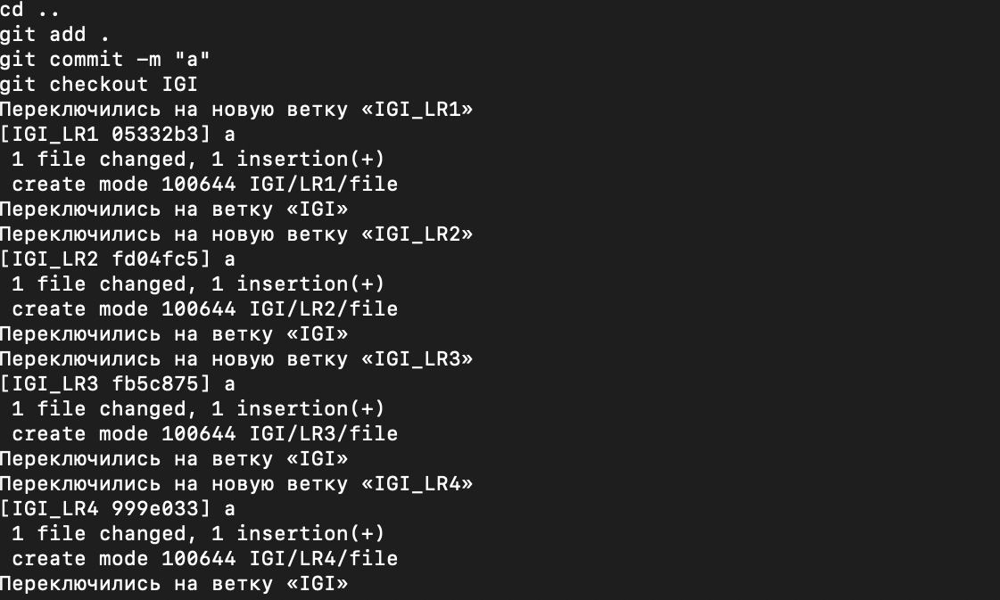 cd ..
git add .
git commit -m "a"
git checkout IGI
Переключились на новую ветку «IGI_LR1»
[IGI_LR1 05332b3] a
 1 file changed, 1 insertion(+)
 create mode 100644 IGI/LR1/file
Переключились на ветку «IGI»
Переключились на новую ветку «IGI_LR2»
[IGI_LR2 fd04fc5] a
 1 file changed, 1 insertion(+)
 create mode 100644 IGI/LR2/file
Переключились на ветку «IGI»
Переключились на новую ветку «IGI_LR3»
[IGI_LR3 fb5c875] a
 1 file changed, 1 insertion(+)
 create mode 100644 IGI/LR3/file
Переключились на ветку «IGI»
Переключились на новую ветку «IGI_LR4»
[IGI_LR4 999e033] a
 1 file changed, 1 insertion(+)
 create mode 100644 IGI/LR4/file
Переключились на ветку «IGI»